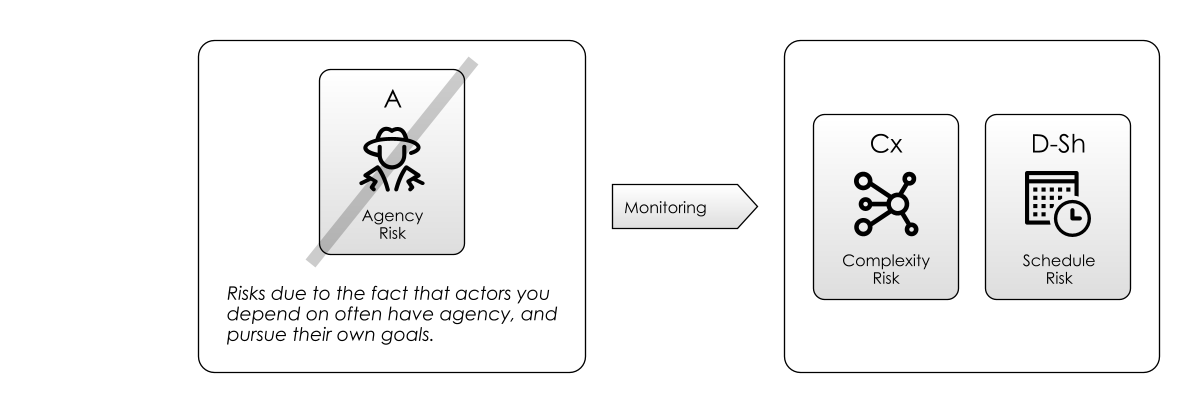 A
Agency
Risk
Risks due to the fact that actors you
depend on often have agency, and
pursue their own goals.
Monitoring
Cx
Complexity
Risk
D-Sh
Schedule
Risk